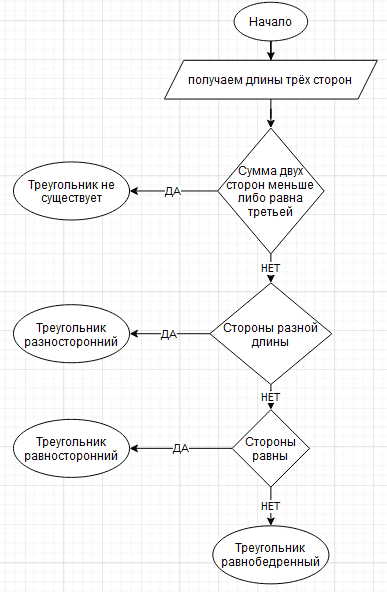 Начало
получаем длины трёх сторон
Сумма двух
сторон меньше
либо равна
третьей
ДА
Треугольник не
существует
НЕТ
Стороны разной
длины
ДА
Треугольник
разносторонний
НЕТ
Стороны
равны
ДА
Треугольник
равносторонний
НЕТ
Треугольник
равнобедренный